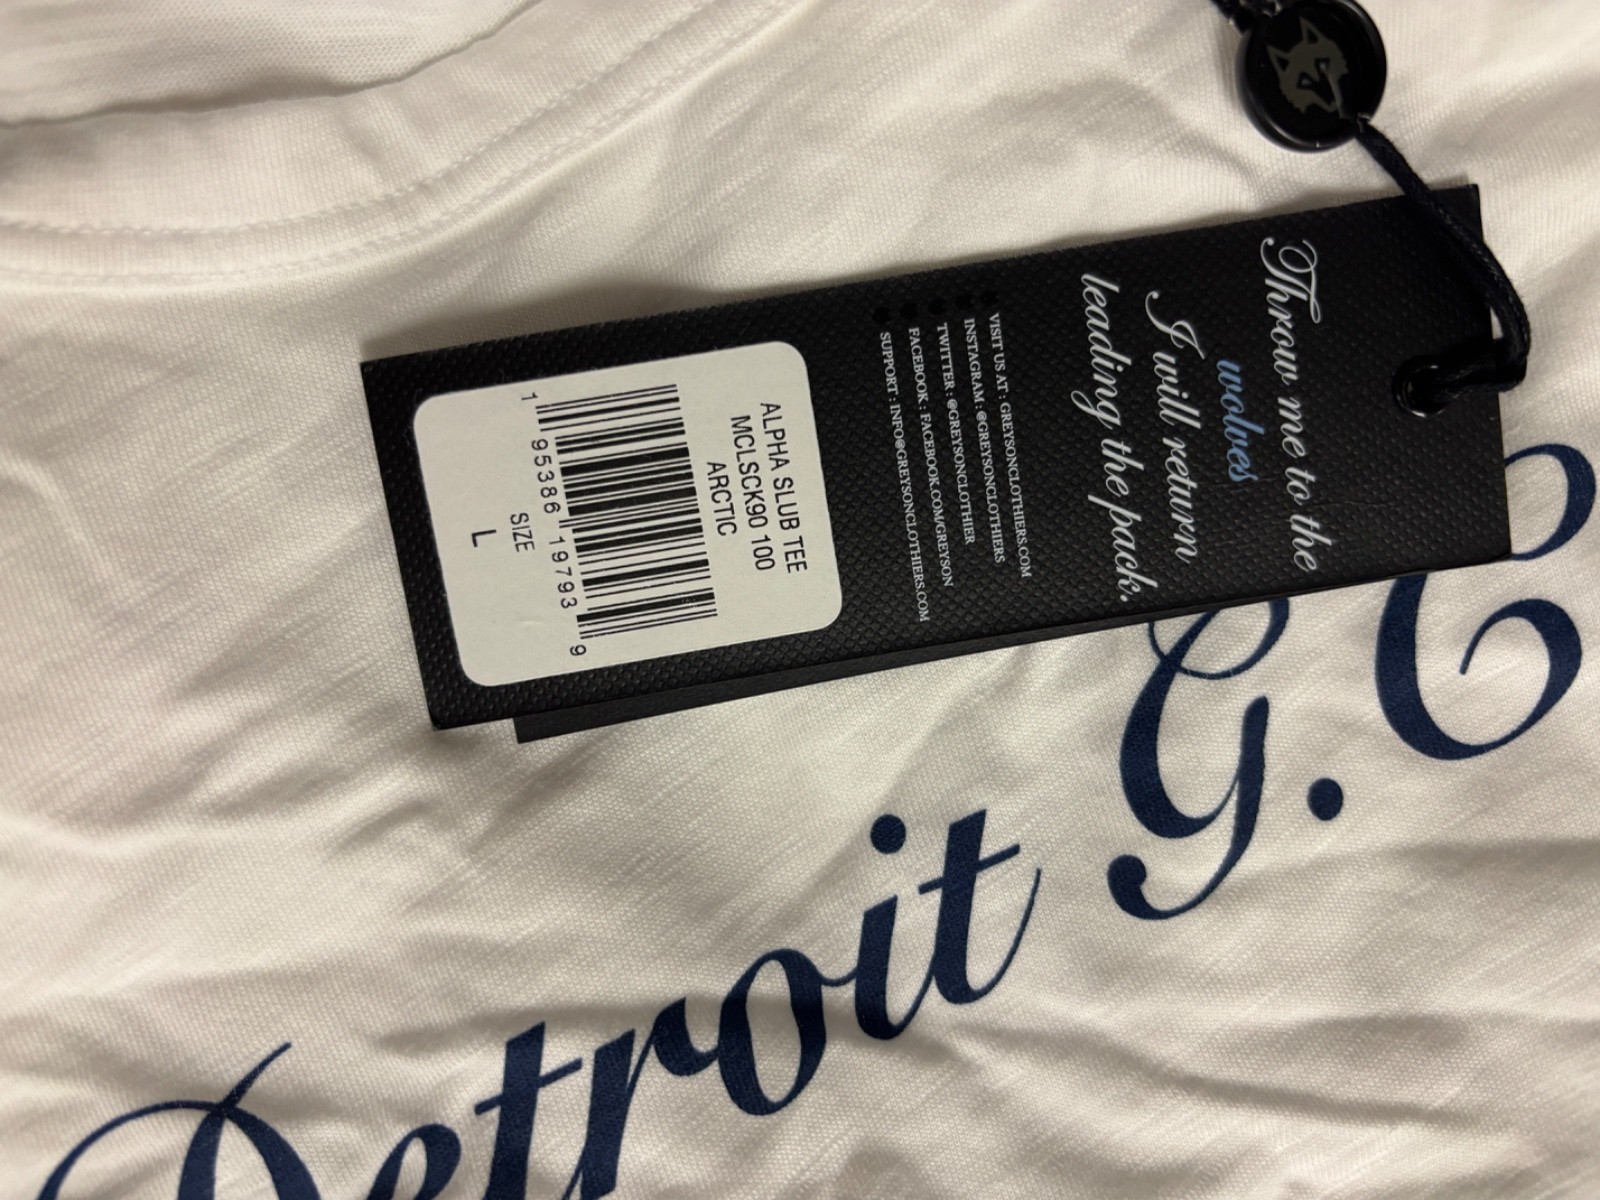 Throw me to the
wolves
I will return
leading the pack.
VISIT US AT : GREYSONCLOTHIERS.COM
INSTAGRAM : @GREYSONCLOTHIERS
TWITTER : @GREYSONCLOTHIER
FACEBOOK : FACEBOOK.COM/GREYSON
SUPPORT : INFO@GREYSONCLOTHIERS.COM
ALPHA SLUB TEE
MCLSCK90 100
ARCTIC
1 95386 19793 9
SIZE
L
Detroit G.C